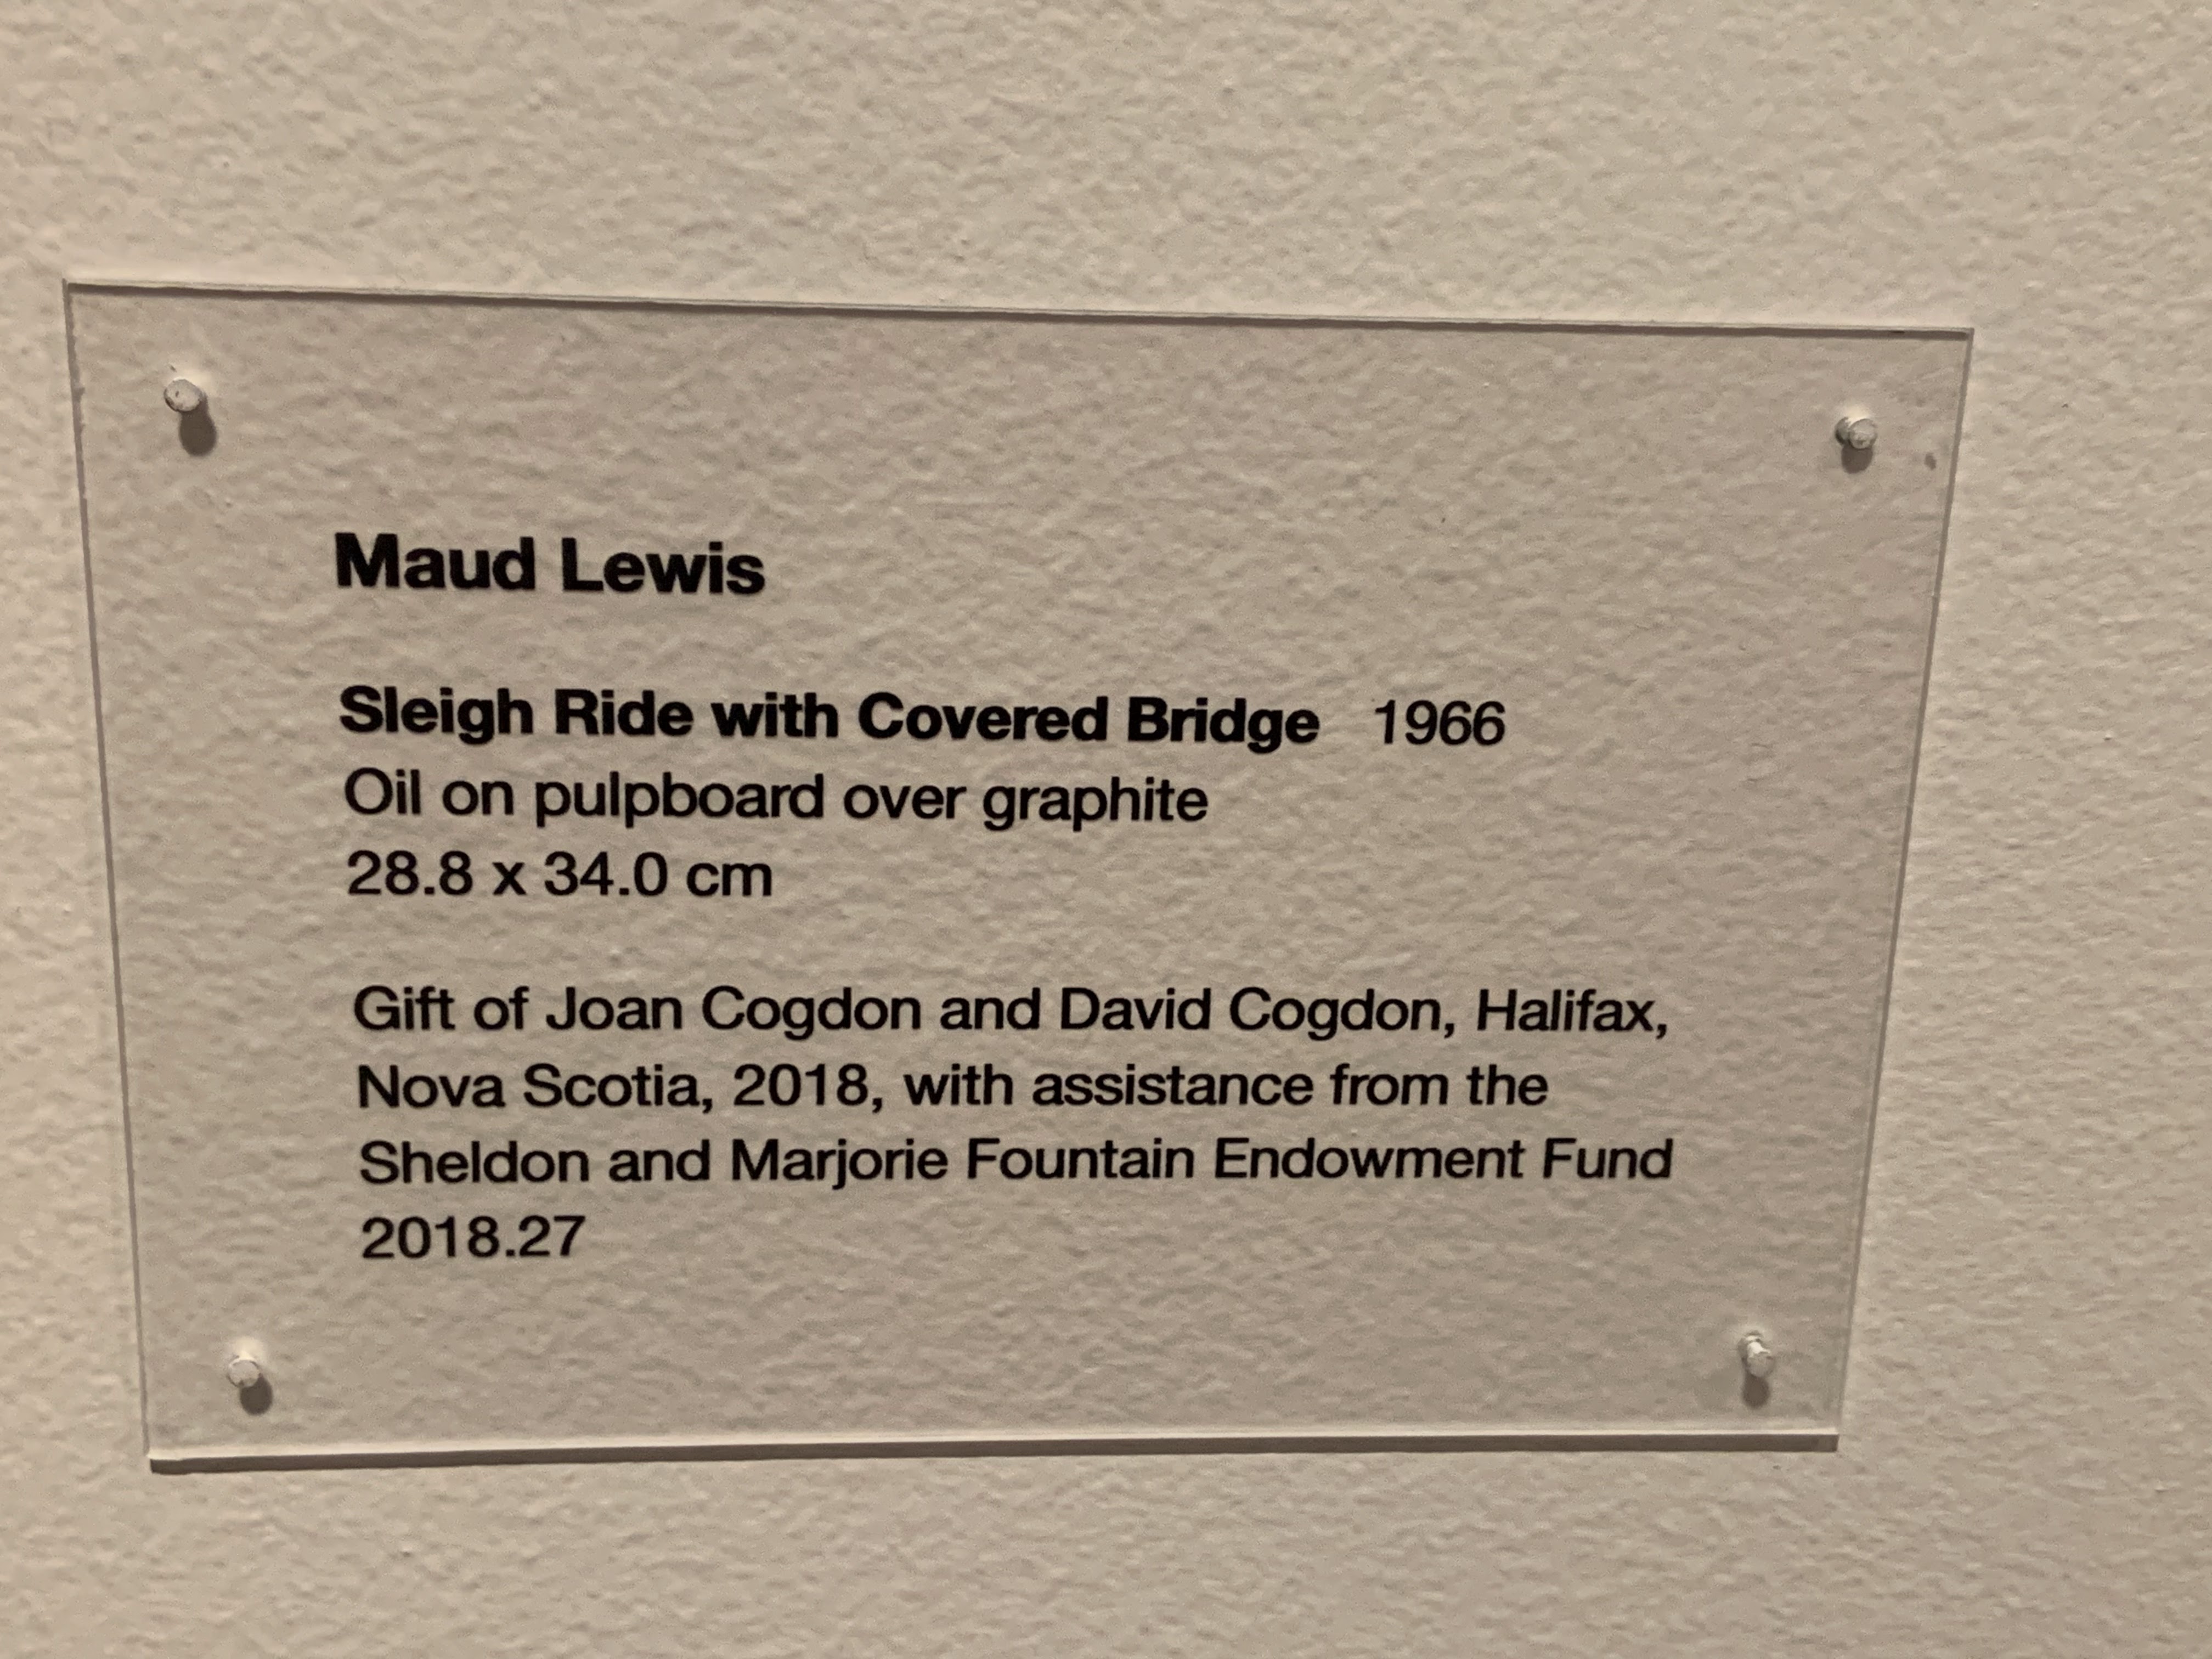 Maud Lewis
Sleigh Ride with Covered Bridge 1966
Oil on pulpboard over graphite
28.8 x 34.0 cm
Gift of Joan Cogdon and David Cogdon, Halifax,
Nova Scotia, 2018, with assistance from the
Sheldon and Marjorie Fountain Endowment Fund
2018.27